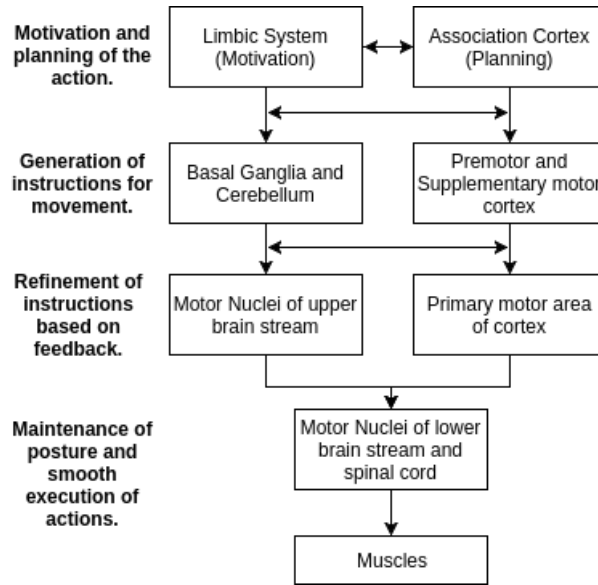 Motivation and
planning of the
action.
Limbic System
(Motivation)
Association Cortex
(Planning)
Generation of
instructions for
movement.
Basal Ganglia and
Cerebellum
Premotor and
Supplementary motor
cortex
Refinement of
instructions
based on
feedback.
Motor Nuclei of upper
brain stream
Primary motor area
of cortex
Maintenance of
posture and
smooth
execution of
actions.
Motor Nuclei of lower
brain stream and
spinal cord
Muscles